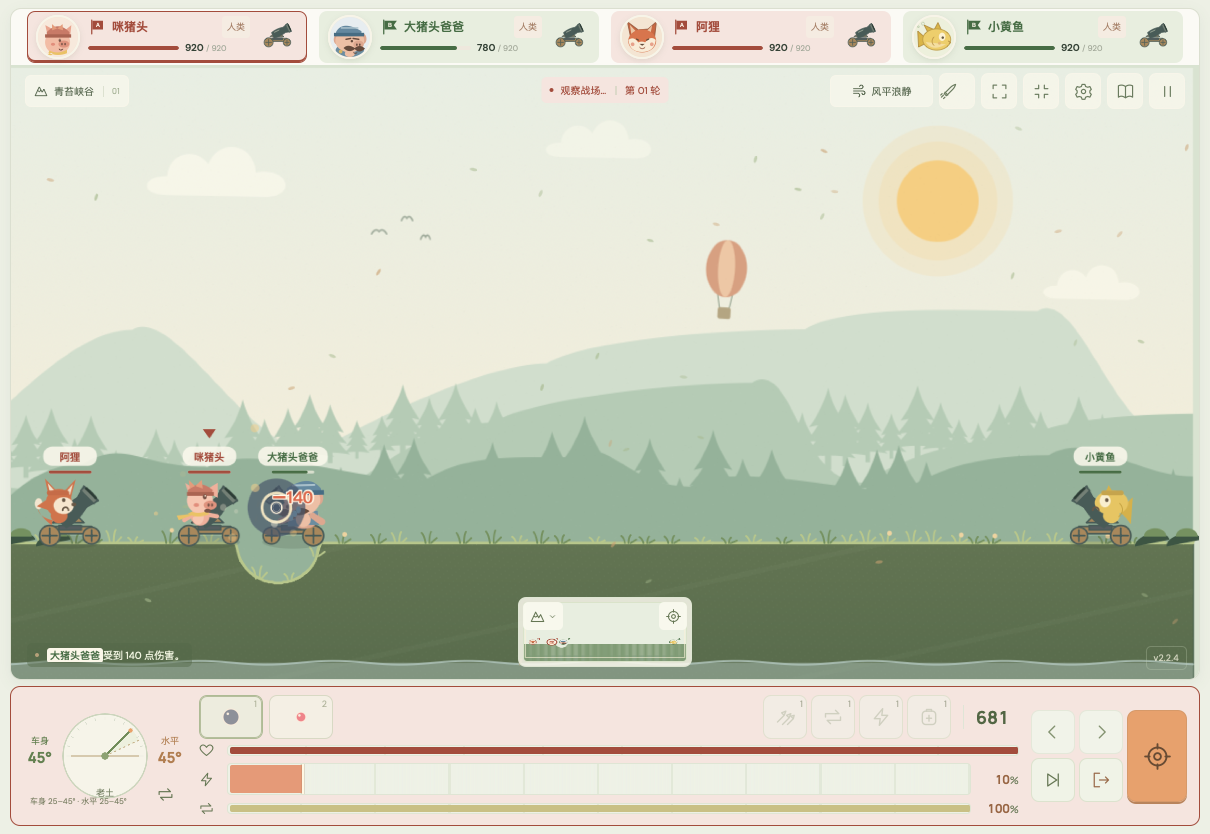 A 咪猪头 人类
920 / 920
B 大猪头爸爸 人类
780 / 920
A 阿狸 人类
920 / 920
B 小黄鱼 人类
920 / 920
青苔峡谷 01
观察战场... 第 01 轮
风平浪静
阿狸
咪猪头
大猪头爸爸
小黄鱼
-140
大猪头爸爸 受到 140 点伤害。
v2.2.4
1
2
1
1
1
1
681
车身
45°
水平
45°
老土
车身 25–45° · 水平 25–45°
10%
100%